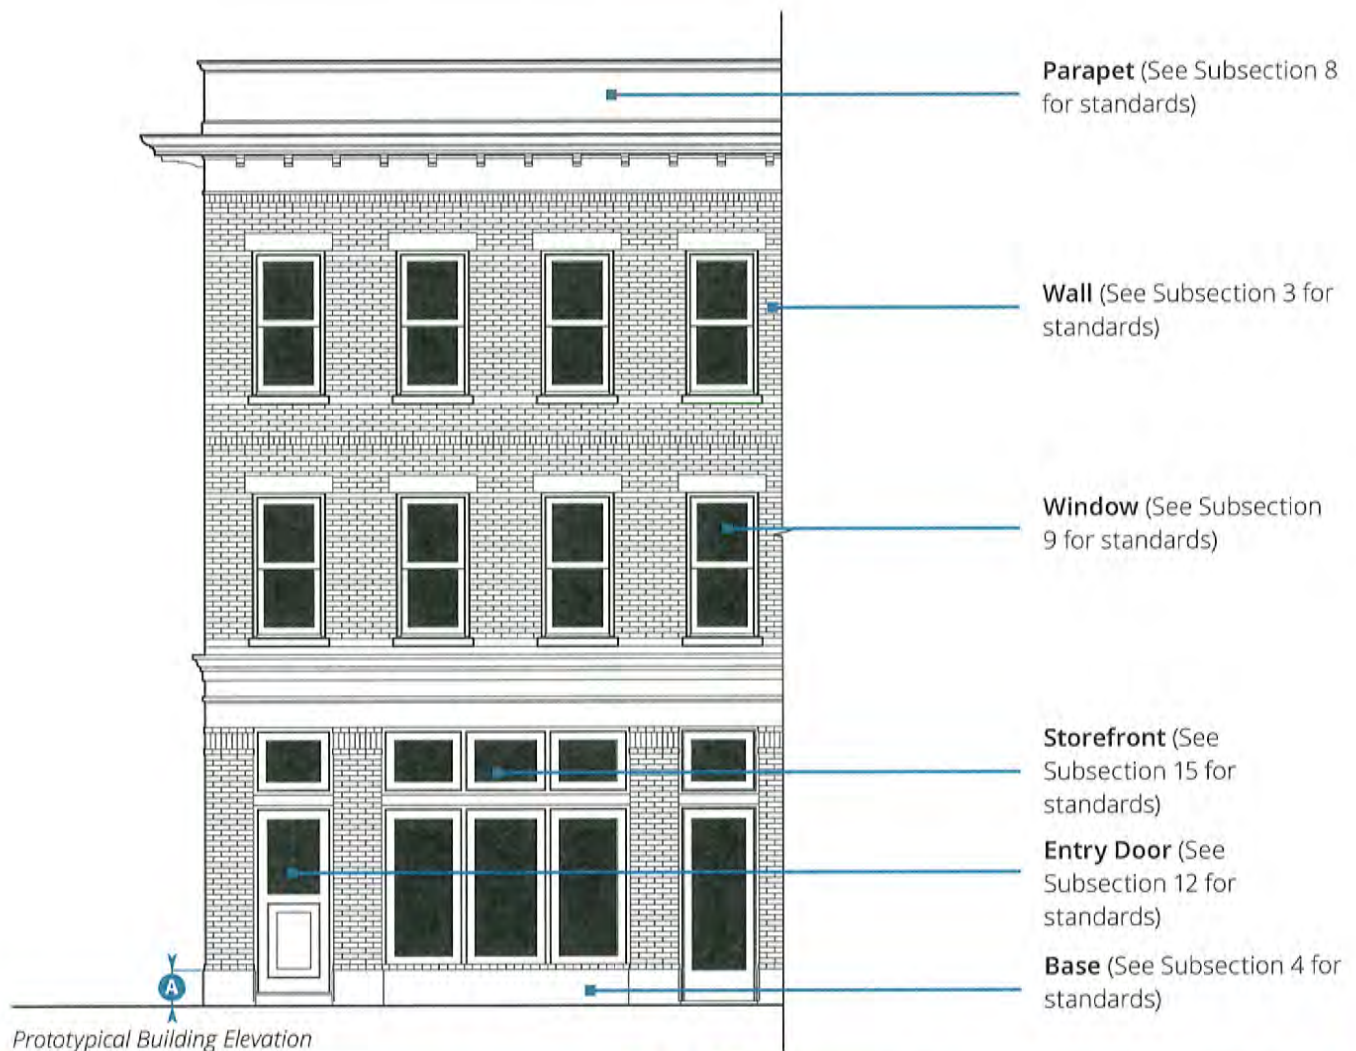 Parapet (See Subsection 8
for standards)
Wall (See Subsection 3 for
standards)
Window (See Subsection
9 for standards)
Storefront (See
Subsection 15 for
standards)
Entry Door (See
Subsection 12 for
standards)
Base (See Subsection 4 for
standards)
A
Prototypical Building Elevation